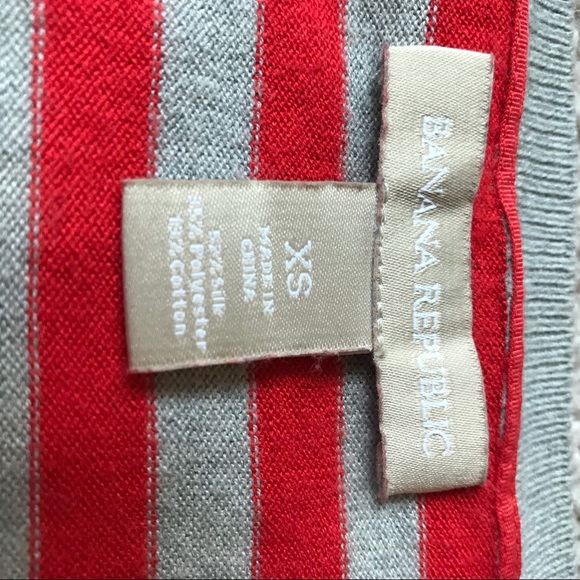 BANANA REPUBLIC
XS
MADE IN
CHINA
Silk
Polyester
Cotton